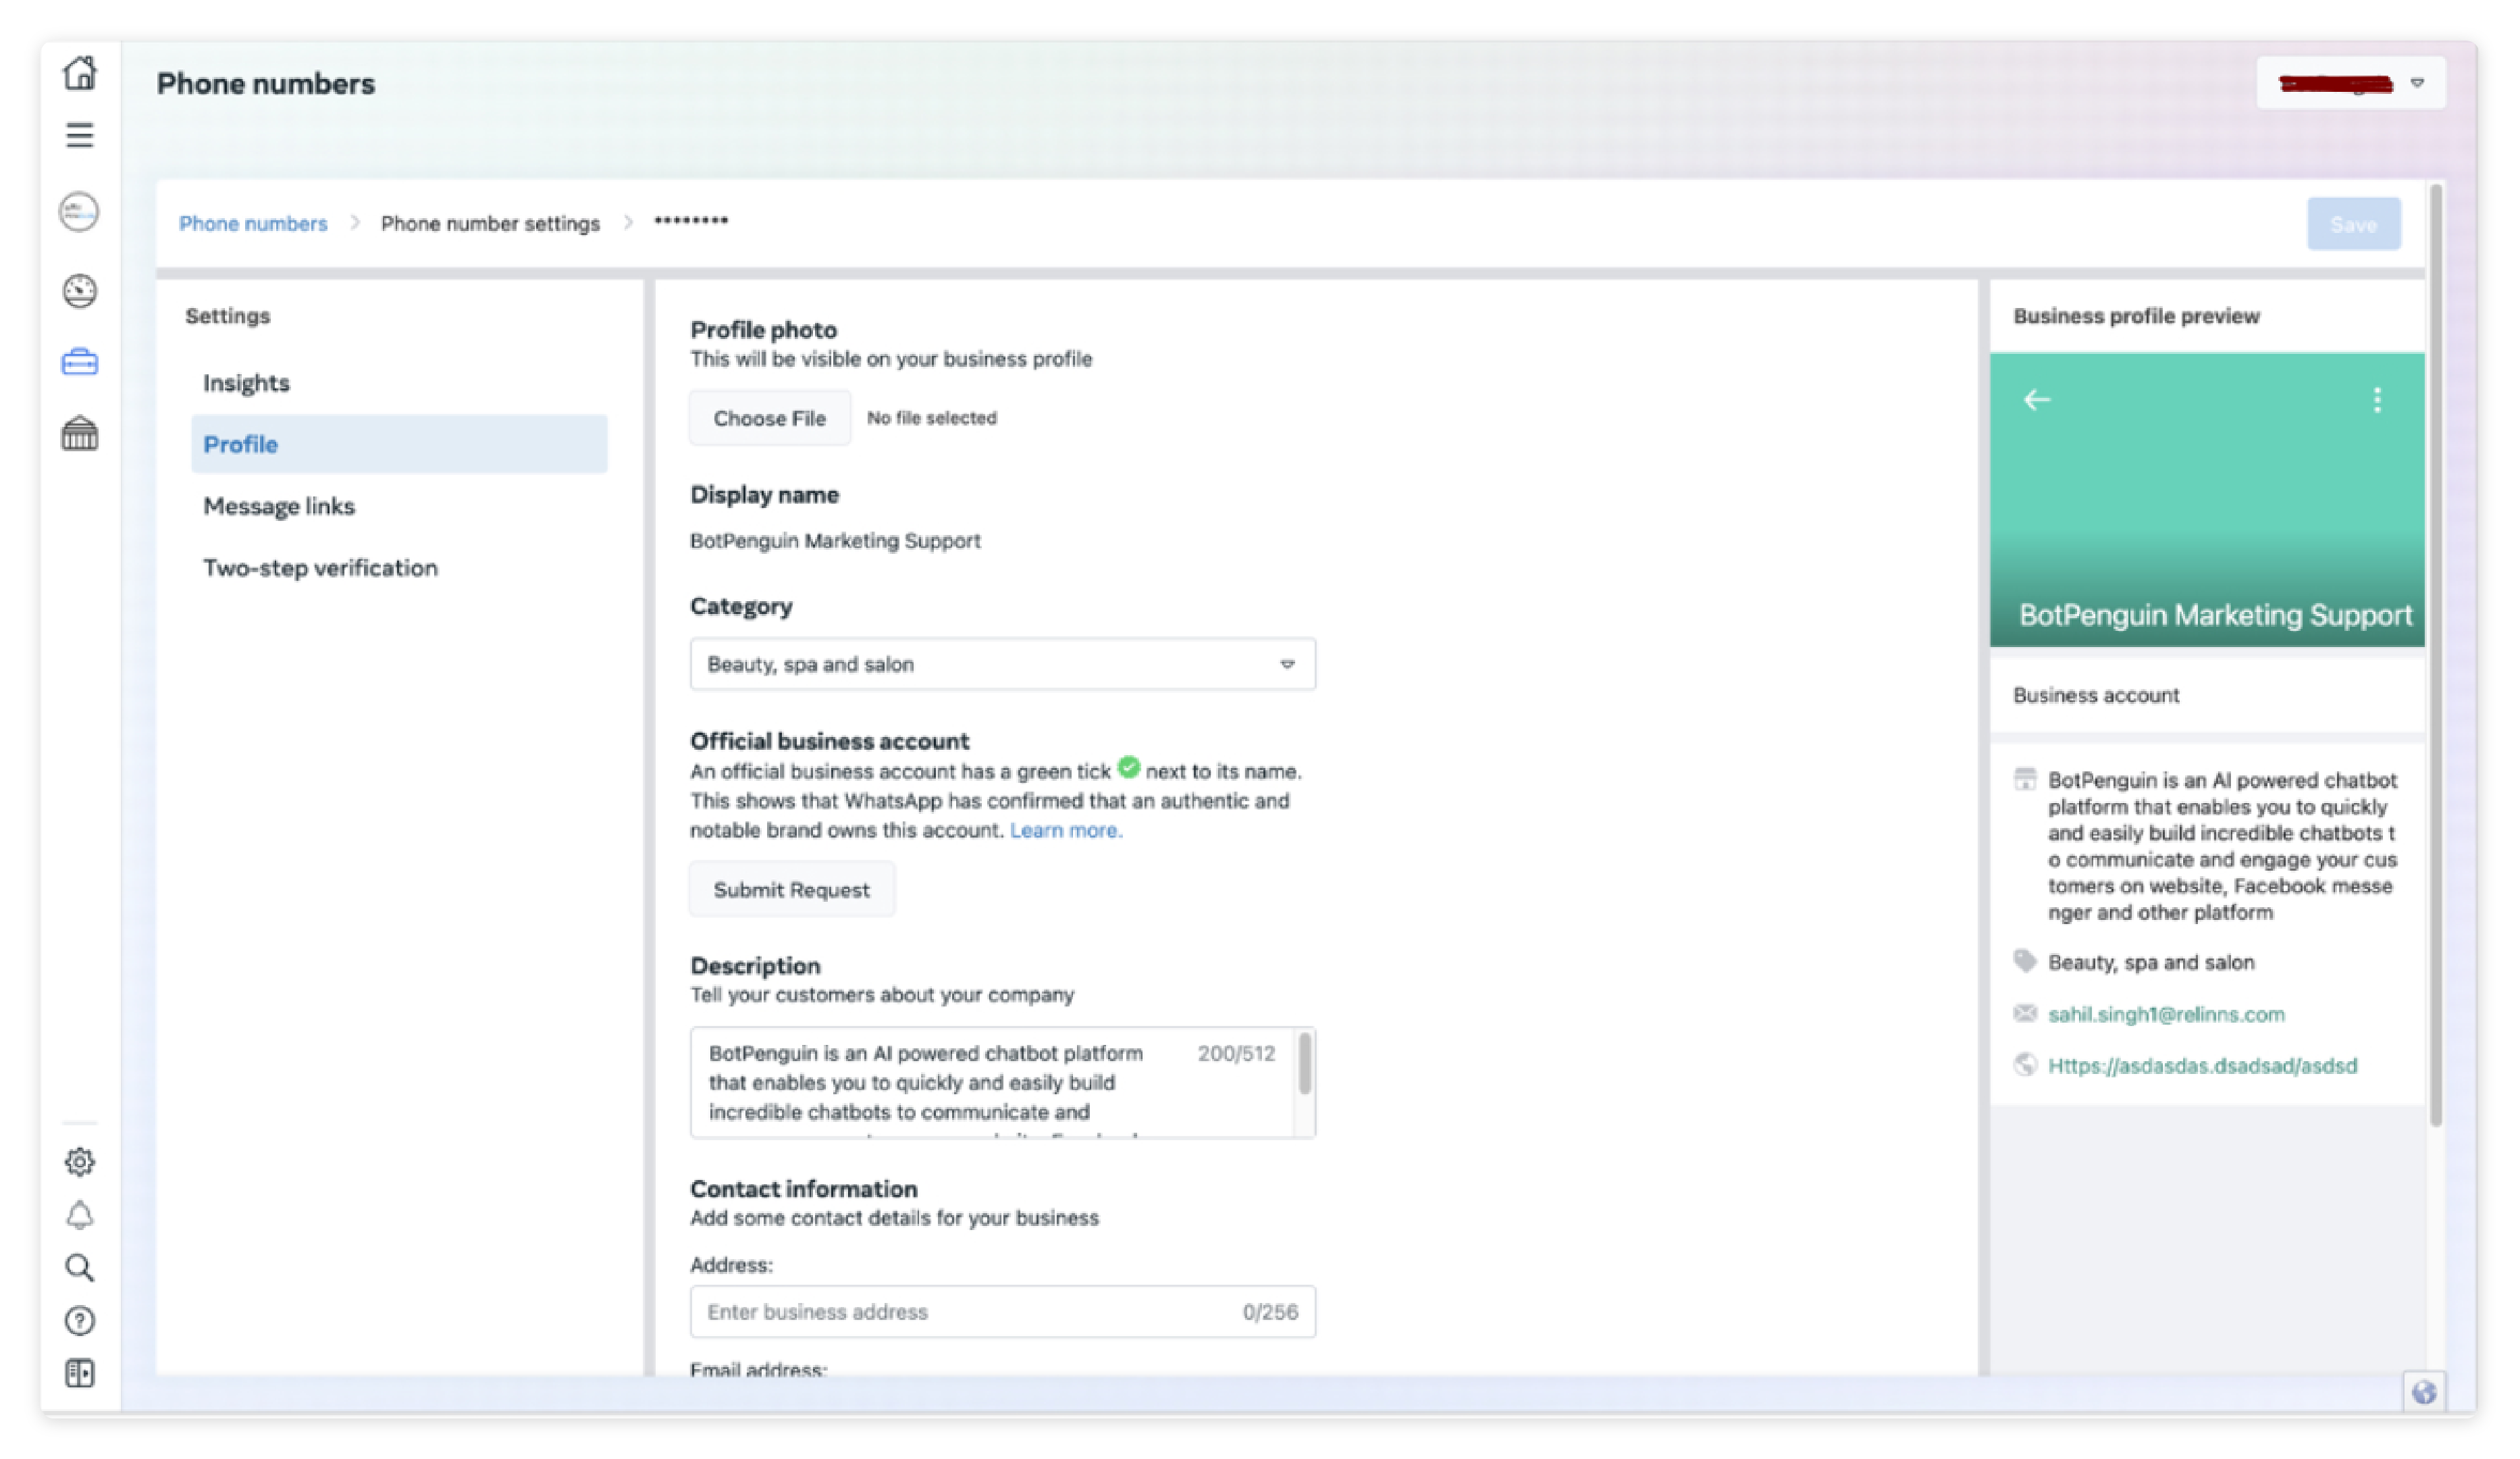 Phone numbers
Phone numbers > Phone number settings > ********
Save
Settings
Insights
Profile
Message links
Two-step verification
Profile photo
This will be visible on your business profile
Choose File No file selected
Display name
BotPenguin Marketing Support
Category
Beauty, spa and salon
Official business account
An official business account has a green tick next to its name.
This shows that WhatsApp has confirmed that an authentic and
notable brand owns this account. Learn more.
Submit Request
Description
Tell your customers about your company
BotPenguin is an AI powered chatbot platform 200/512
that enables you to quickly and easily build
incredible chatbots to communicate and
Contact information
Add some contact details for your business
Address:
Enter business address 0/256
Email address:
Business profile preview
BotPenguin Marketing Support
Business account
BotPenguin is an AI powered chatbot
platform that enables you to quickly
and easily build incredible chatbots t
o communicate and engage your cus
tomers on website, Facebook messe
nger and other platform
Beauty, spa and salon
sahil.singh1@relinns.com
Https://asdasdas.dsadsad/asdsd